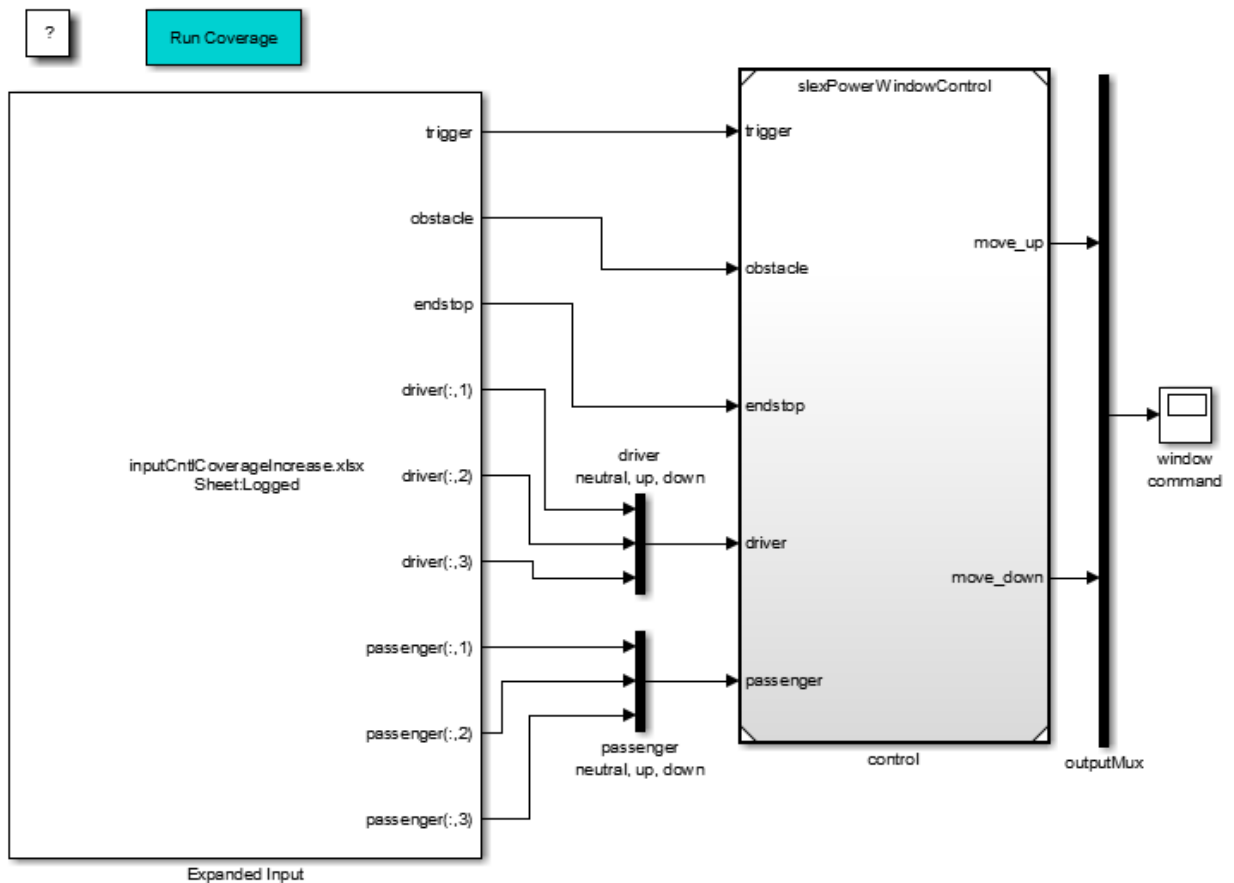 ?
Run Coverage
trigger
obstacle
endstop
driver(:,1)
driver(:,2)
driver(:,3)
passenger(:,1)
passenger(:,2)
passenger(:,3)
inputCntlCoverageIncrease.xlsx
Sheet:Logged
Expanded Input
driver
neutral, up, down
passenger
neutral, up, down
slexPowerWindowControl
trigger
obstacle
endstop
driver
passenger
move_up
move_down
control
outputMux
window
command